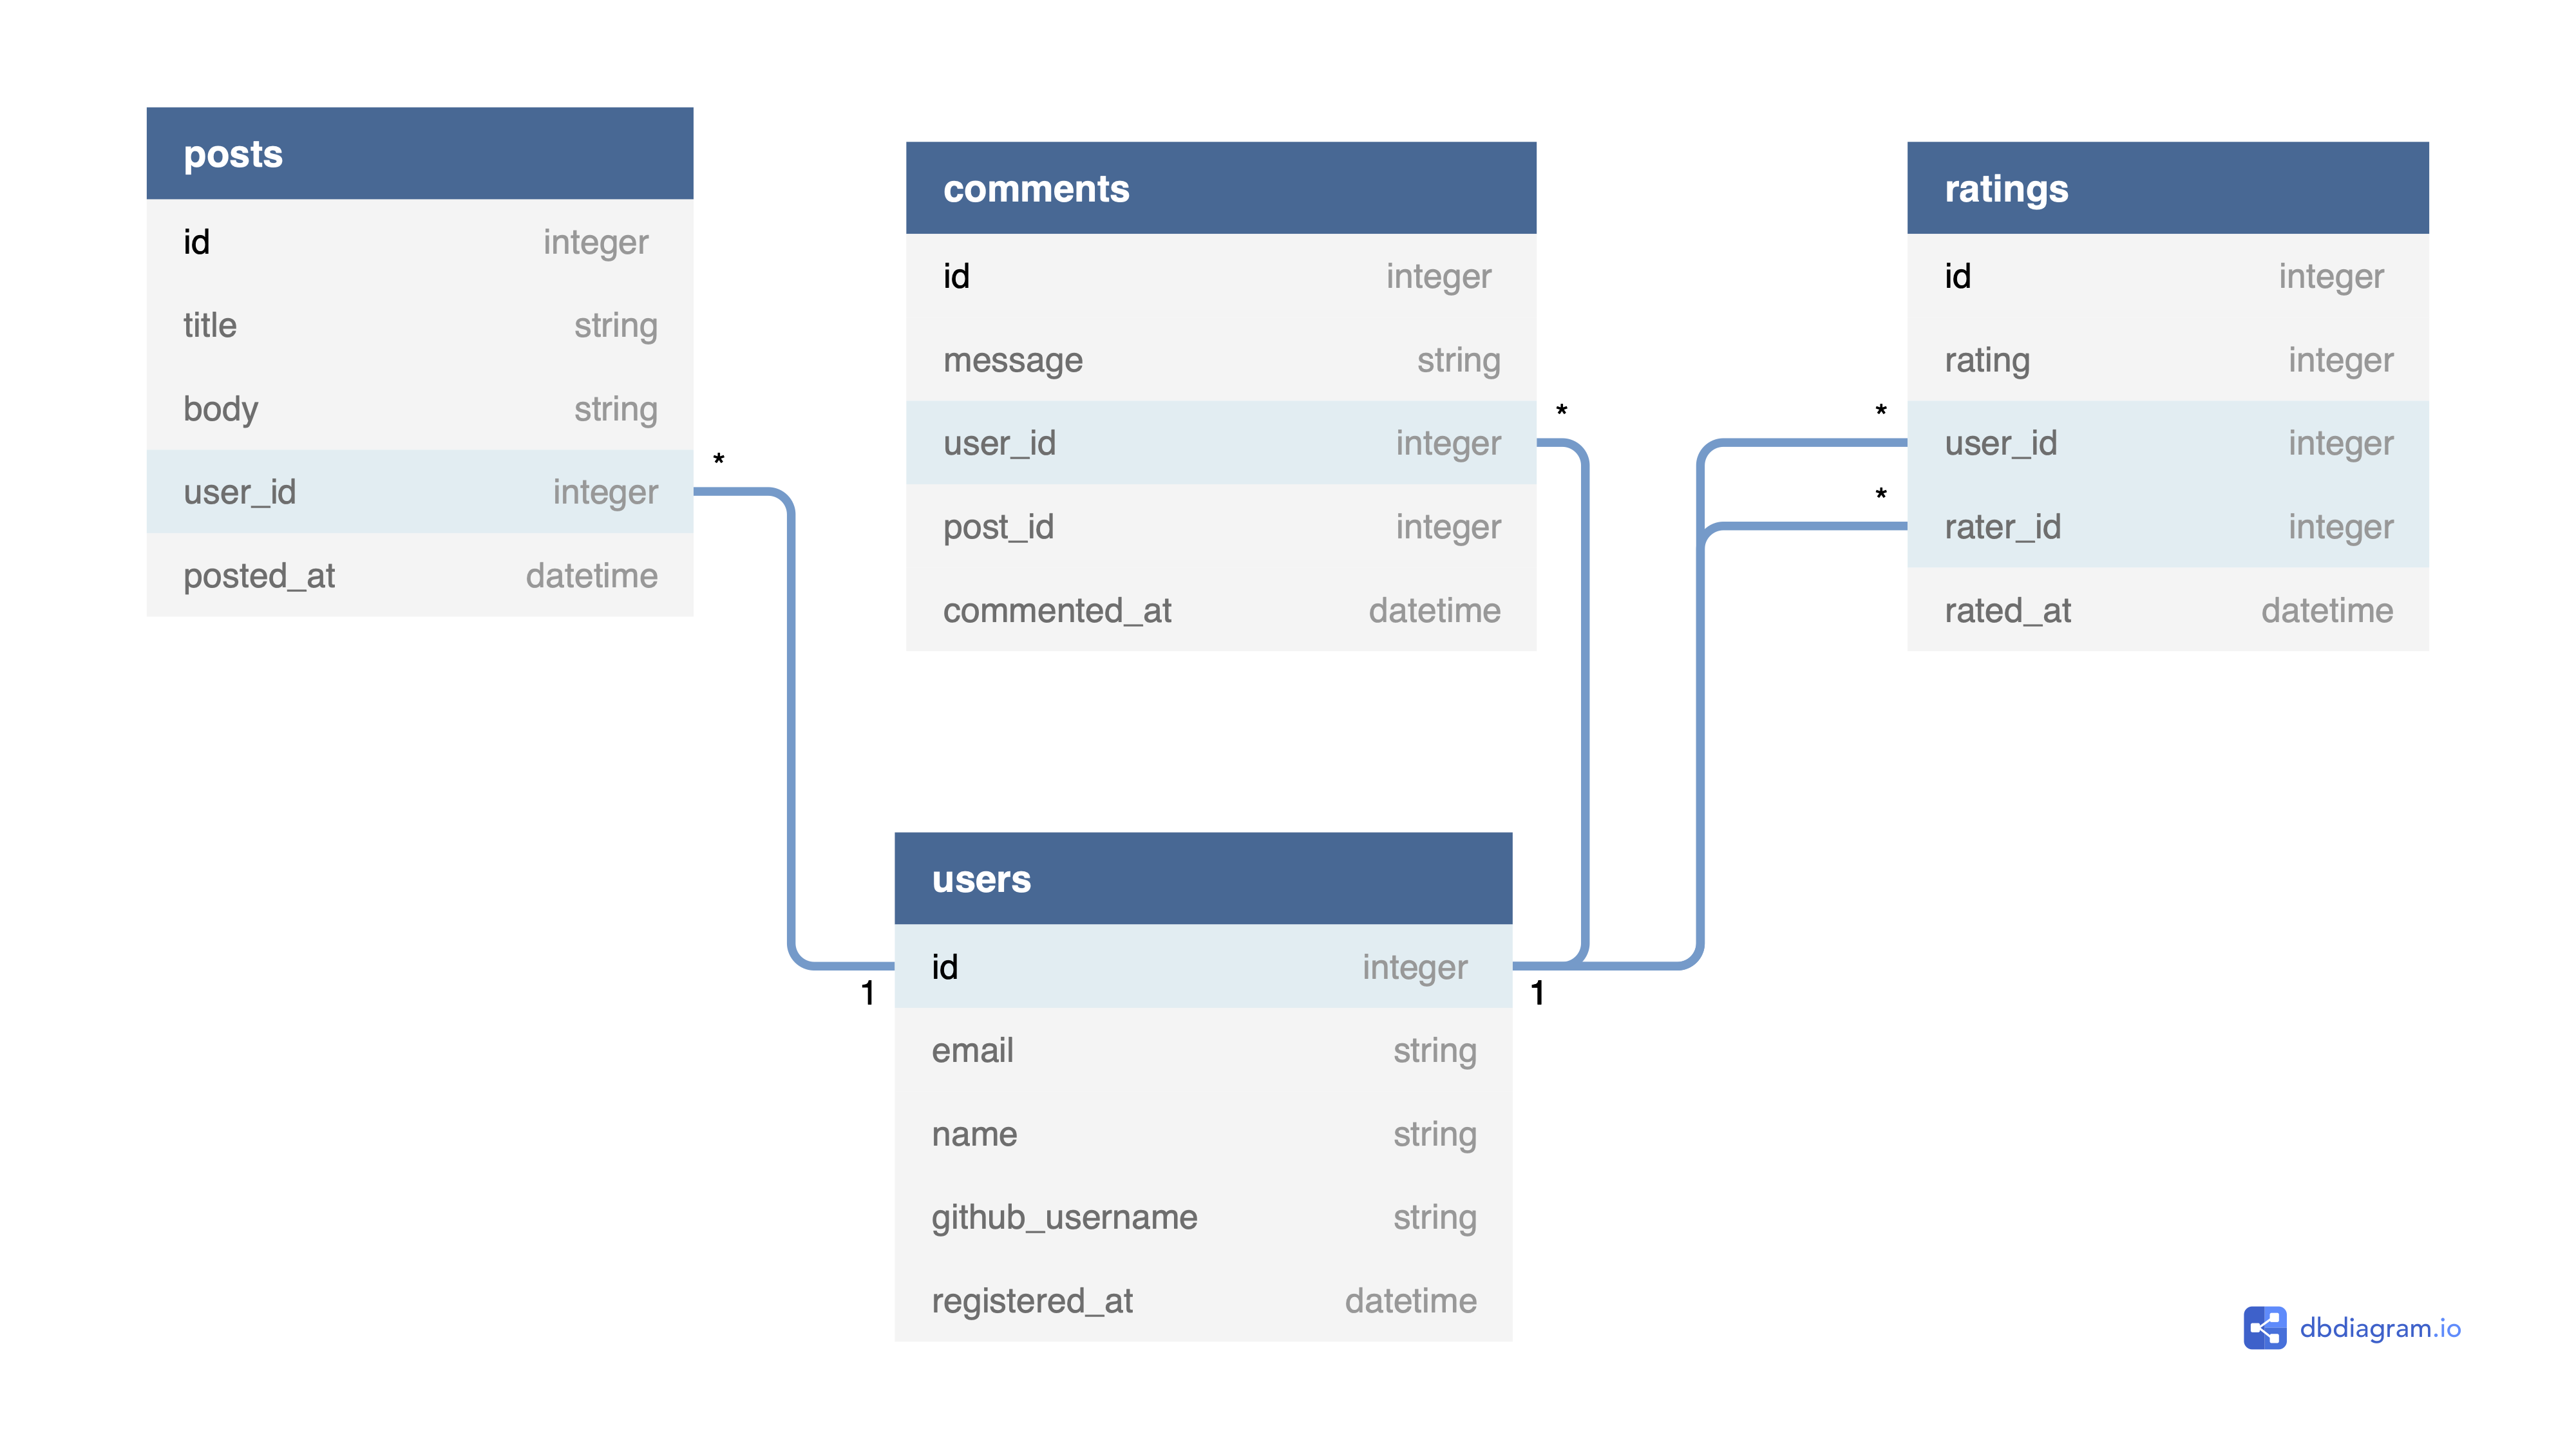 posts
id integer
title string
body string
user_id integer *
posted_at datetime
comments
id integer
message string
user_id integer *
post_id integer
commented_at datetime
ratings
id integer
rating integer
* user_id integer
* rater_id integer
rated_at datetime
users
id integer
1 1
email string
name string
github_username string
registered_at datetime
dbdiagram.io